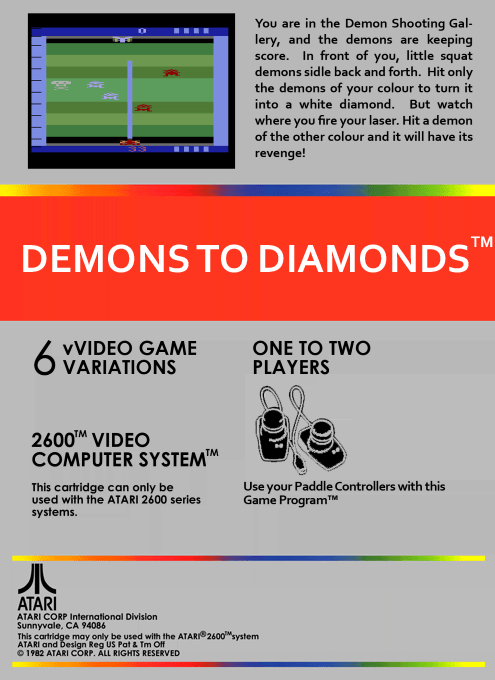 You are in the Demon Shooting Gal-
lery, and the demons are keeping
score. In front of you, little squat
demons sidle back and forth. Hit only
the demons of your colour to turn it
into a white diamond. But watch
where you fire your laser. Hit a demon
of the other colour and it will have its
revenge!
0
33
DEMONS TO DIAMONDS™
6 vVIDEO GAME
VARIATIONS
ONE TO TWO
PLAYERS
2600™ VIDEO
COMPUTER SYSTEM™
This cartridge can only be
used with the ATARI 2600 series
systems.
Use your Paddle Controllers with this
Game Program™
ATARI
ATARI CORP International Division
Sunnyvale, CA 94086
This cartridge may only be used with the ATARI®2600™system
ATARI and Design Reg US Pat & Tm Off
© 1982 ATARI CORP. ALL RIGHTS RESERVED